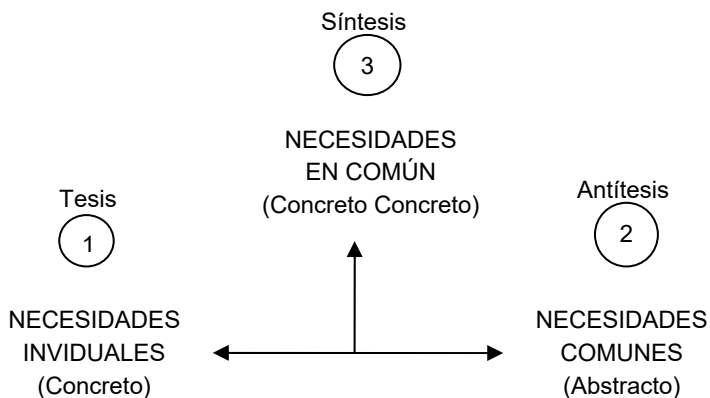 Síntesis
3
NECESIDADES
EN COMÚN
(Concreto Concreto)
Tesis
1
NECESIDADES
INVIDUALES
(Concreto)
Antítesis
2
NECESIDADES
COMUNES
(Abstracto)